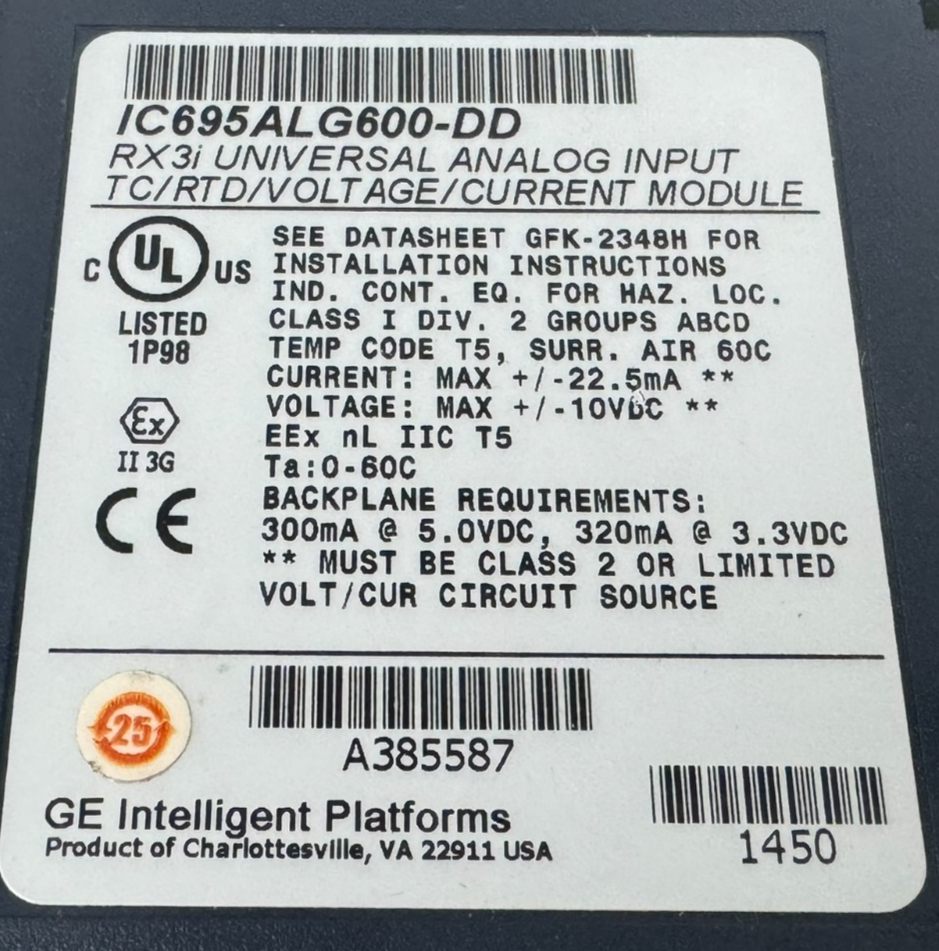 IC695ALG600-DD
RX3i UNIVERSAL ANALOG INPUT
TC/RTD/VOLTAGE/CURRENT MODULE
C UL US
LISTED
1P98
SEE DATASHEET GFK-2348H FOR
INSTALLATION INSTRUCTIONS
IND. CONT. EQ. FOR HAZ. LOC.
CLASS I DIV. 2 GROUPS ABCD
TEMP CODE T5, SURR. AIR 60C
CURRENT: MAX +/-22.5mA **
VOLTAGE: MAX +/-10VDC **
EEx nL IIC T5
Ta:0-60C
BACKPLANE REQUIREMENTS:
300mA @ 5.0VDC, 320mA @ 3.3VDC
** MUST BE CLASS 2 OR LIMITED
VOLT/CUR CIRCUIT SOURCE
Ex
II 3G
CE
25
A385587
GE Intelligent Platforms
Product of Charlottesville, VA 22911 USA
1450